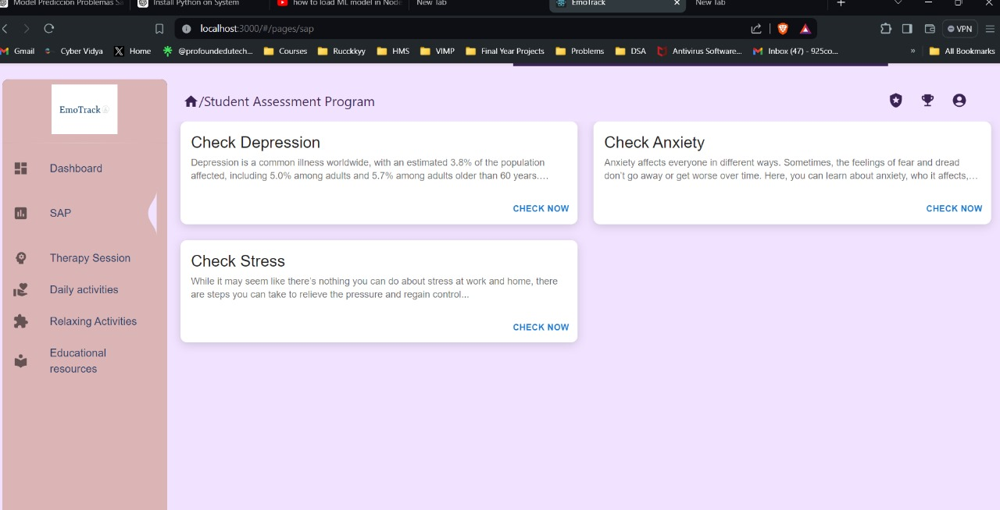 Model Prediccion Problemas Sa
Install Python on System
how to load ML model in Node
New Tab
EmoTrack
New Tab
localhost:3000/#/pages/sap
VPN
Gmail
Cyber Vidya
Home
@profoundedutech...
Courses
Rucckkyy
HMS
VIMP
Final Year Projects
Problems
DSA
Antivirus Software...
Inbox (47) - 925co...
»
All Bookmarks
EmoTrack
Dashboard
SAP
Therapy Session
Daily activities
Relaxing Activities
Educational
resources
/Student Assessment Program
Check Depression
Depression is a common illness worldwide, with an estimated 3.8% of the population
affected, including 5.0% among adults and 5.7% among adults older than 60 years....
CHECK NOW
Check Anxiety
Anxiety affects everyone in different ways. Sometimes, the feelings of fear and dread
don't go away or get worse over time. Here, you can learn about anxiety, who it affects,...
CHECK NOW
Check Stress
While it may seem like there's nothing you can do about stress at work and home, there
are steps you can take to relieve the pressure and regain control...
CHECK NOW